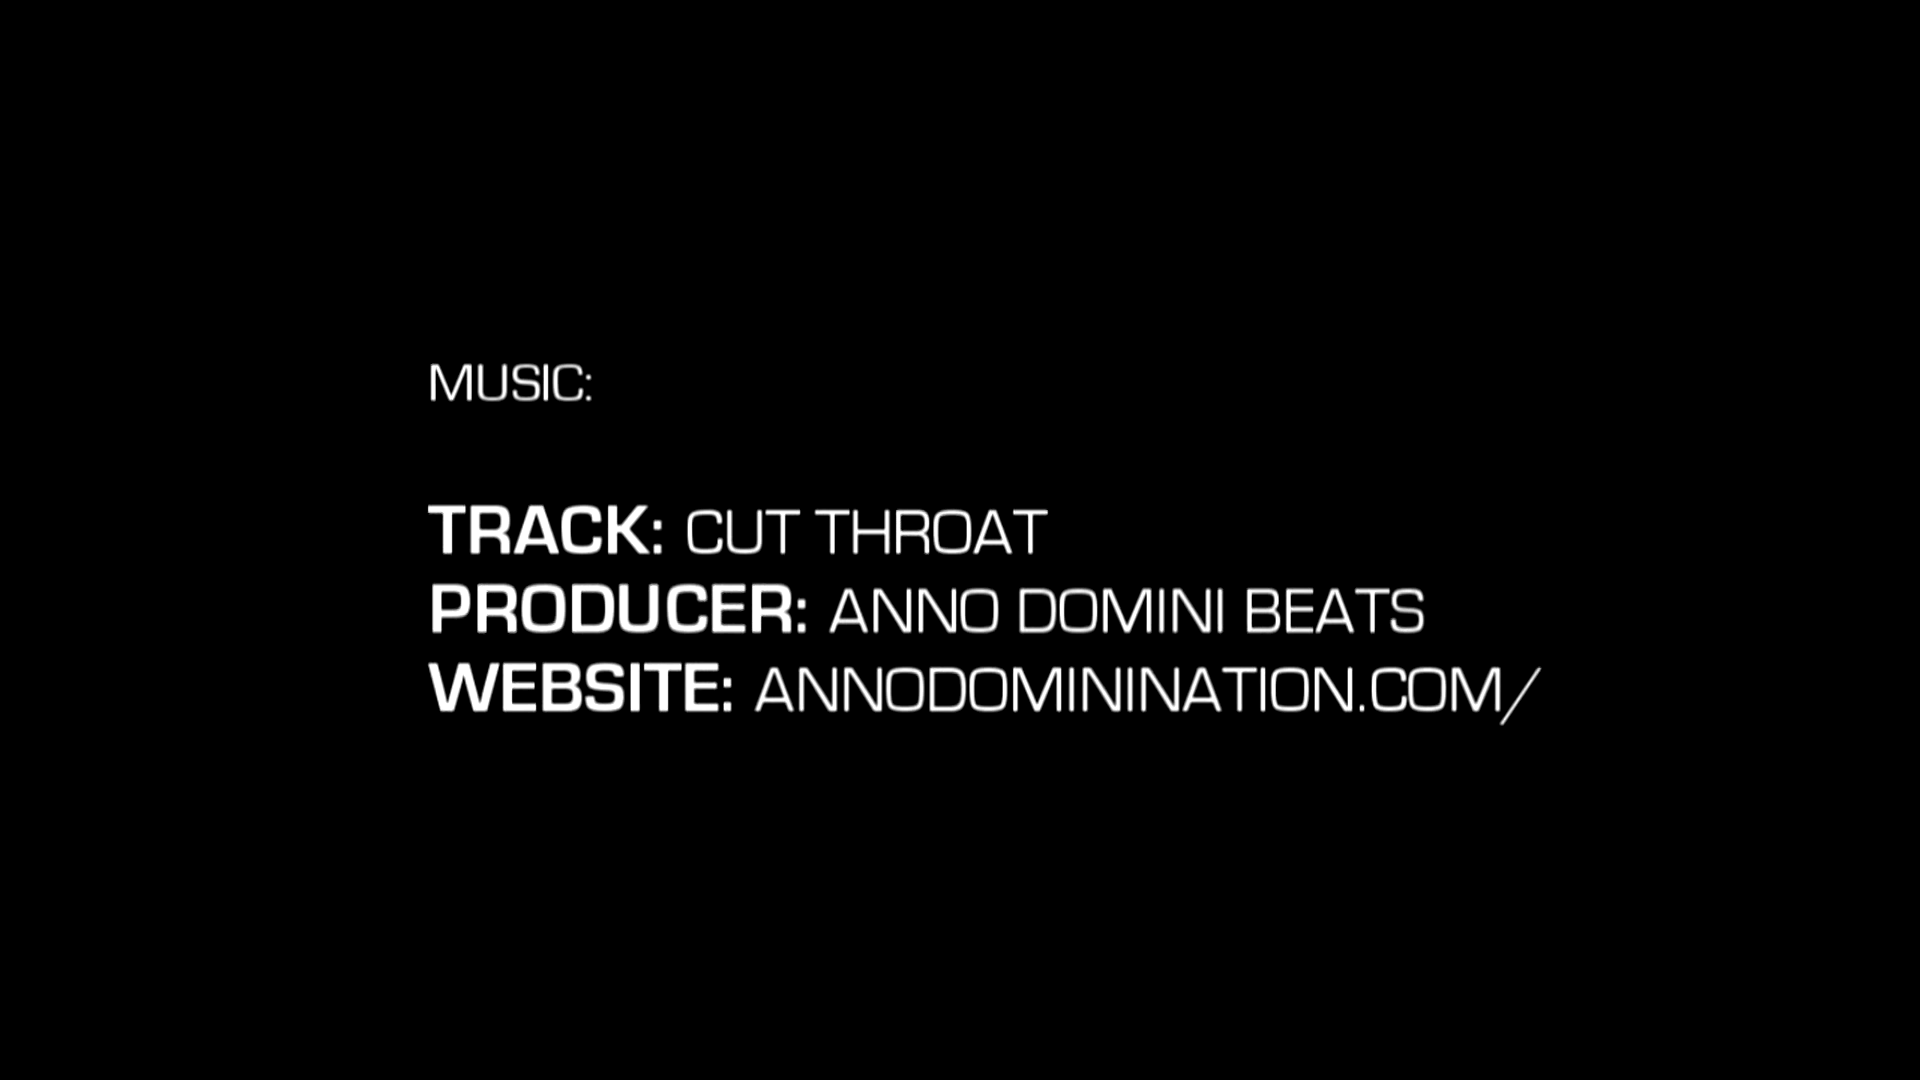 MUSIC:
TRACK: CUT THROAT
PRODUCER: ANNO DOMINI BEATS
WEBSITE: ANNODOMININATION.COM/